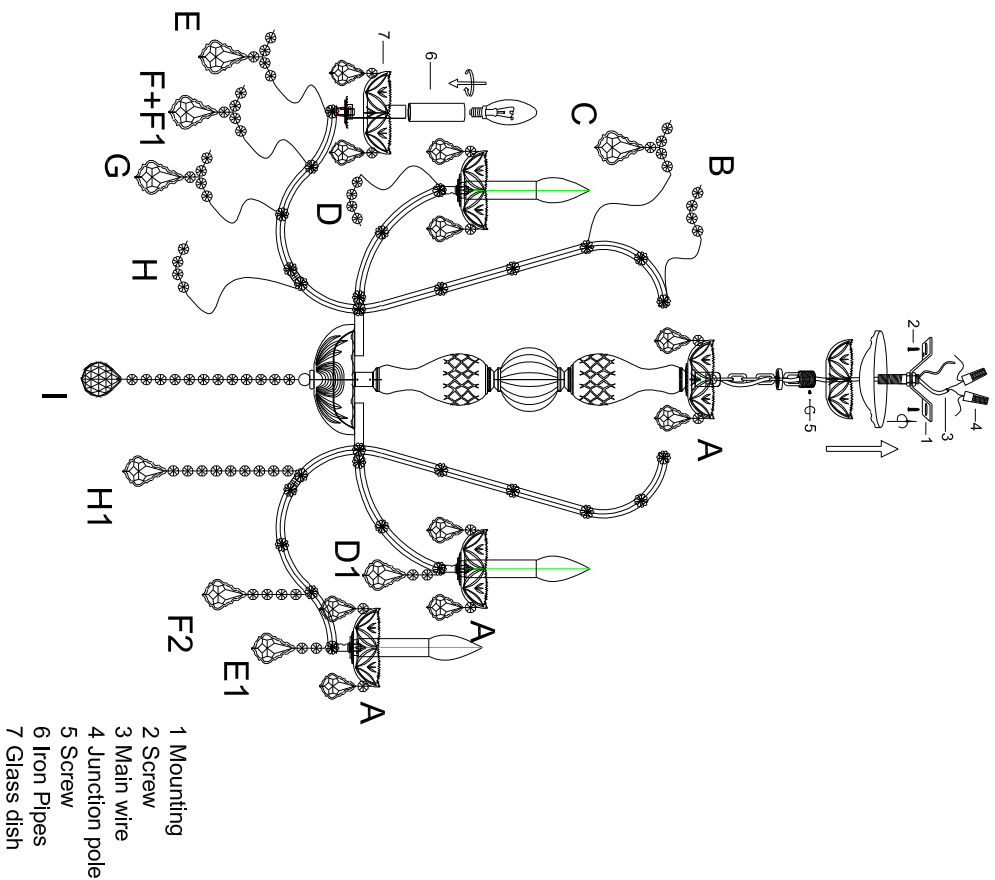 4
3
1
2
5
B
A
C
A
6
7
A
D1
D
E1
E
F2
F+F1
H
G
H1
I
1 Mounting
2 Screw
3 Main wire
4 Junction pole
5 Screw
6 Iron Pipes
7 Glass dish